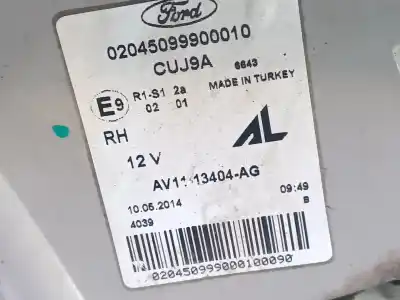 Ford
02045099900010
CUJ9A 6643
E9 R1-S1 2a MADE IN TURKEY
02 01
RH AL
12 V
AV11-13404-AG
10.05.2014 09:49
4039 B
020450999000100090